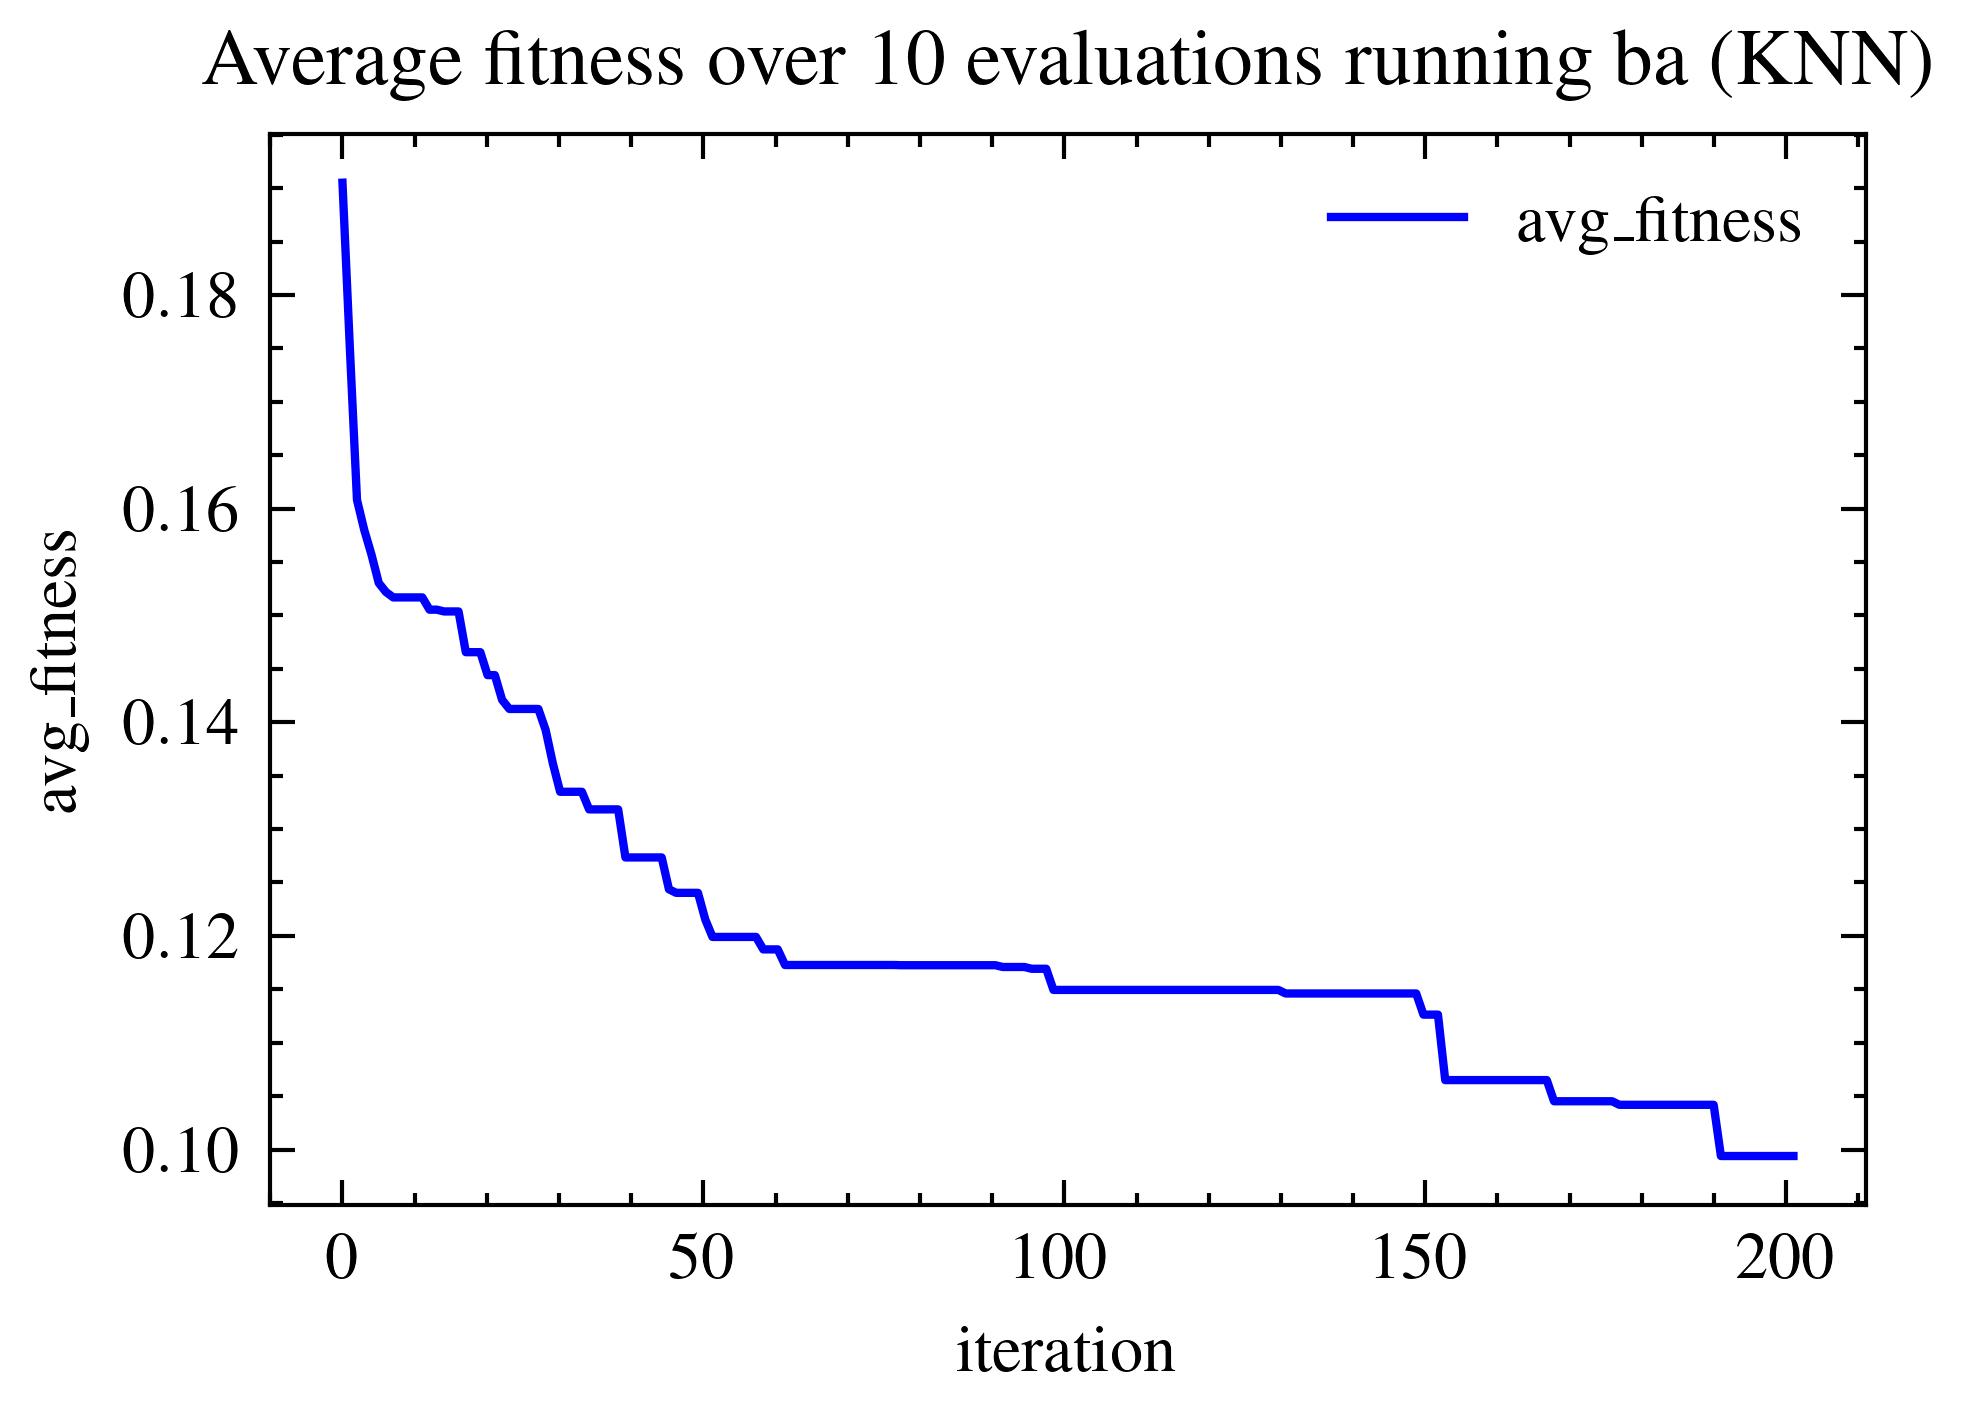 Average fitness over 10 evaluations running ba (KNN)
avg_fitness
0.18
0.16
0.14
0.12
0.10
avg_fitness
0 50 100 150 200
iteration